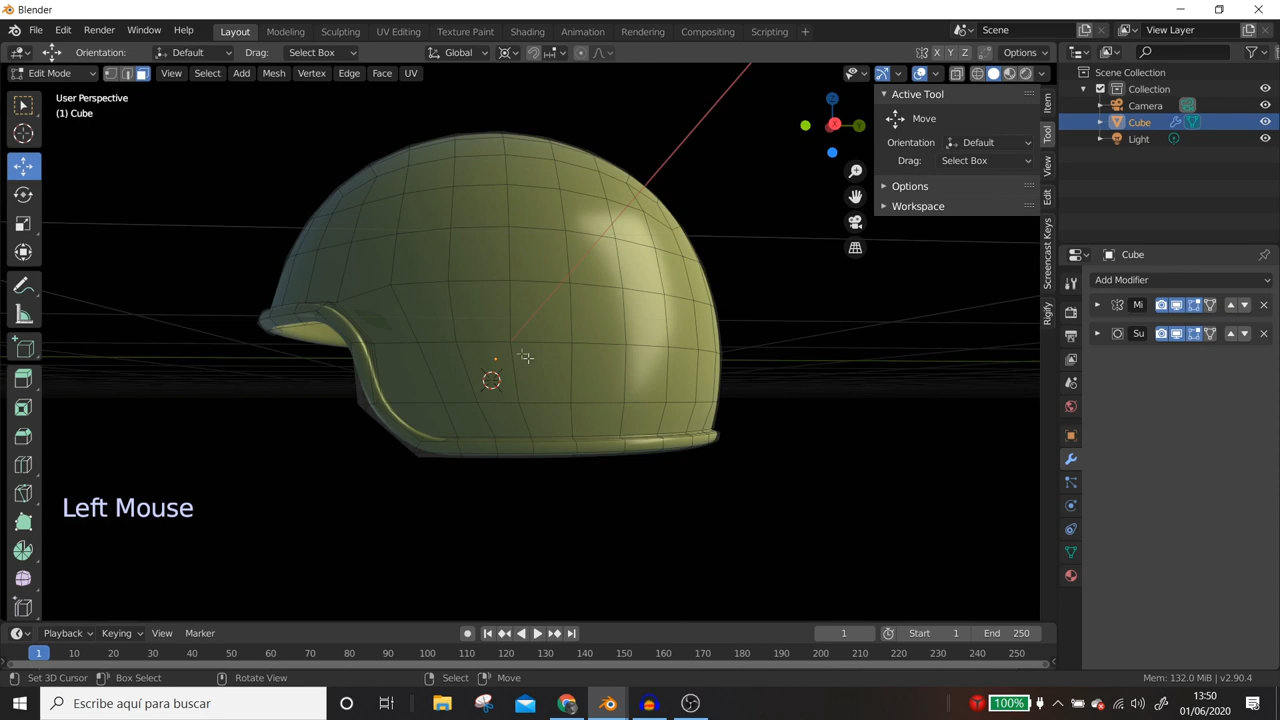 Blender
File Edit Render Window Help Layout Modeling Sculpting UV Editing Texture Paint Shading Animation Rendering Compositing Scripting + Scene View Layer
Orientation: Default Drag: Select Box Global X Y Z Options
Edit Mode View Select Add Mesh Vertex Edge Face UV
User Perspective
(1) Cube
Active Tool
Move
Orientation Default
Drag: Select Box
Options
Workspace
Item
Tool
View
Edit
Screencast Keys
Rigify
Scene Collection
Collection
Camera
Cube
Light
Cube
Add Modifier
Mi
Su
Left Mouse
Playback Keying View Marker 1 Start 1 End 250
1 10 20 30 40 50 60 70 80 90 100 110 120 130 140 150 160 170 180 190 200 210 220 230 240 250
Set 3D Cursor Box Select Rotate View Select Move Mem: 132.0 MiB | v2.90.4
Escribe aquí para buscar 100% 13:50
01/06/2020